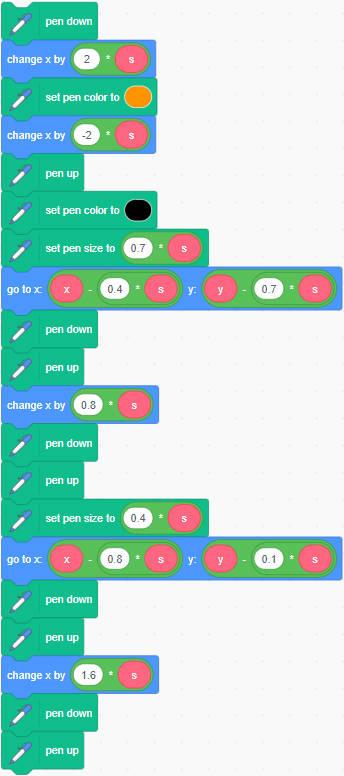 pen down
change x by 2 * s
set pen color to
change x by -2 * s
pen up
set pen color to
set pen size to 0.7 * s
go to x: x - 0.4 * s y: y - 0.7 * s
pen down
pen up
change x by 0.8 * s
pen down
pen up
set pen size to 0.4 * s
go to x: x - 0.8 * s y: y - 0.1 * s
pen down
pen up
change x by 1.6 * s
pen down
pen up